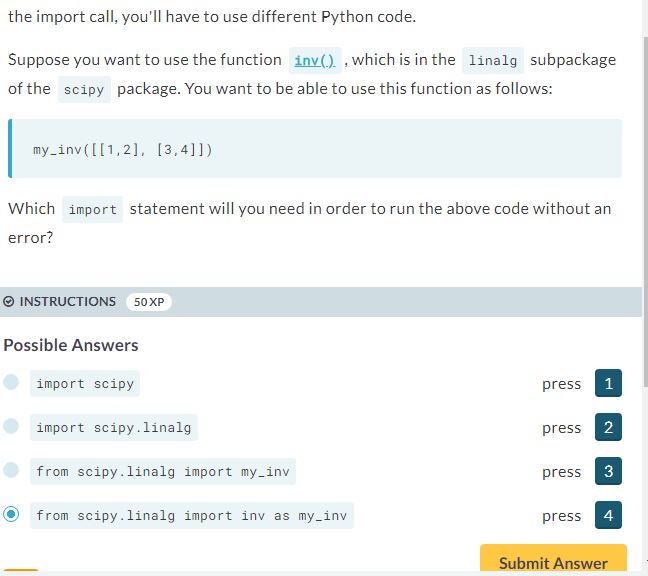 the import call, you'll have to use different Python code.
Suppose you want to use the function inv() , which is in the linalg subpackage
of the scipy package. You want to be able to use this function as follows:
my_inv([[1,2], [3,4]])
Which import statement will you need in order to run the above code without an
error?
INSTRUCTIONS 50 XP
Possible Answers
import scipy press 1
import scipy.linalg press 2
from scipy.linalg import my_inv press 3
from scipy.linalg import inv as my_inv press 4
Submit Answer